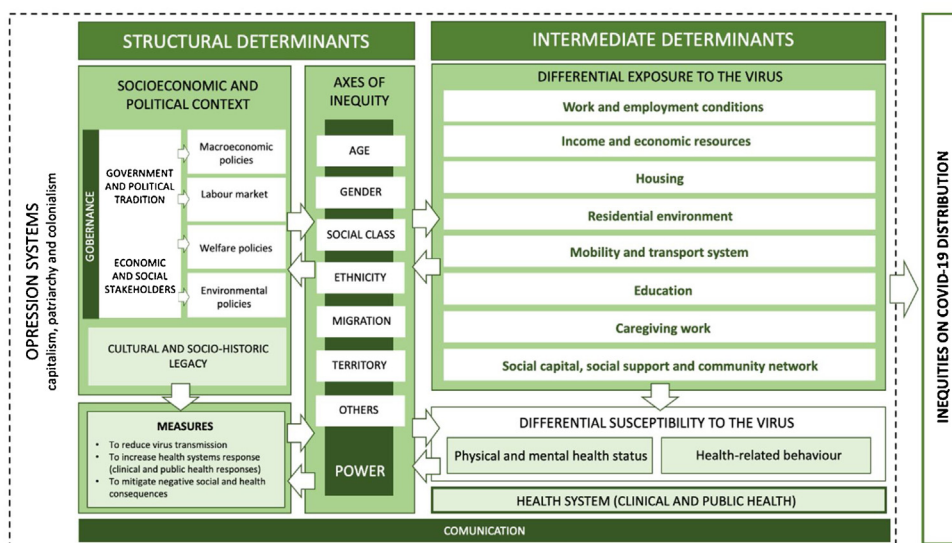 OPRESSION SYSTEMS
capitalism, patriarchy and colonialism
STRUCTURAL DETERMINANTS
SOCIOECONOMIC AND
POLITICAL CONTEXT
GOBERNANCE
GOVERNMENT
AND POLITICAL
TRADITION
ECONOMIC
AND SOCIAL
STAKEHOLDERS
Macroeconomic
policies
Labour market
Welfare policies
Environmental
policies
CULTURAL AND SOCIO-HISTORIC
LEGACY
MEASURES
• To reduce virus transmission
• To increase health systems response
(clinical and public health responses)
• To mitigate negative social and health
consequences
AXES OF
INEQUITY
AGE
GENDER
SOCIAL CLASS
ETHNICITY
MIGRATION
TERRITORY
OTHERS
POWER
INTERMEDIATE DETERMINANTS
DIFFERENTIAL EXPOSURE TO THE VIRUS
Work and employment conditions
Income and economic resources
Housing
Residential environment
Mobility and transport system
Education
Caregiving work
Social capital, social support and community network
DIFFERENTIAL SUSCEPTIBILITY TO THE VIRUS
Physical and mental health status
Health-related behaviour
HEALTH SYSTEM (CLINICAL AND PUBLIC HEALTH)
COMUNICATION
INEQUITIES ON COVID-19 DISTRIBUTION